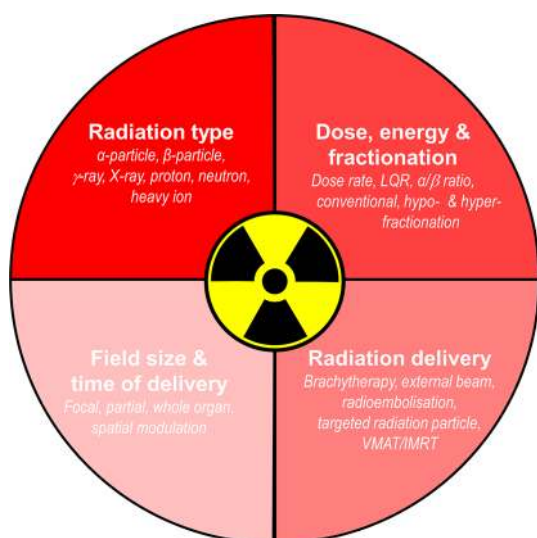 Radiation type
α-particle, β-particle,
γ-ray, X-ray, proton, neutron,
heavy ion
Dose, energy &
fractionation
Dose rate, LQR, α/β ratio,
conventional, hypo- & hyper-
fractionation
Field size &
time of delivery
Focal, partial, whole organ,
spatial modulation
Radiation delivery
Brachytherapy, external beam,
radioembolisation,
targeted radiation particle,
VMAT/IMRT